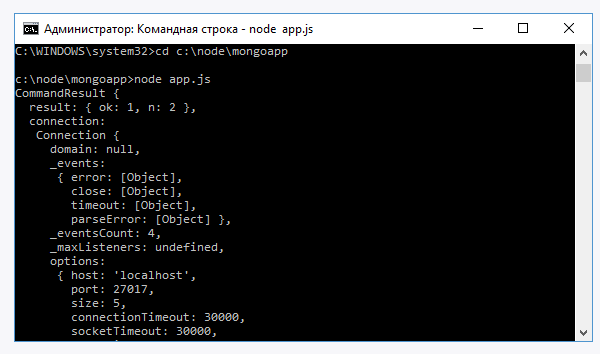 Администратор: Командная строка - node app.js
C:\WINDOWS\system32>cd c:\node\mongoapp
c:\node\mongoapp>node app.js
CommandResult {
result: { ok: 1, n: 2 },
connection:
Connection {
domain: null,
_events:
{ error: [Object],
close: [Object],
timeout: [Object],
parseError: [Object] },
_eventsCount: 4,
_maxListeners: undefined,
options:
{ host: 'localhost',
port: 27017,
size: 5,
connectionTimeout: 30000,
socketTimeout: 30000,